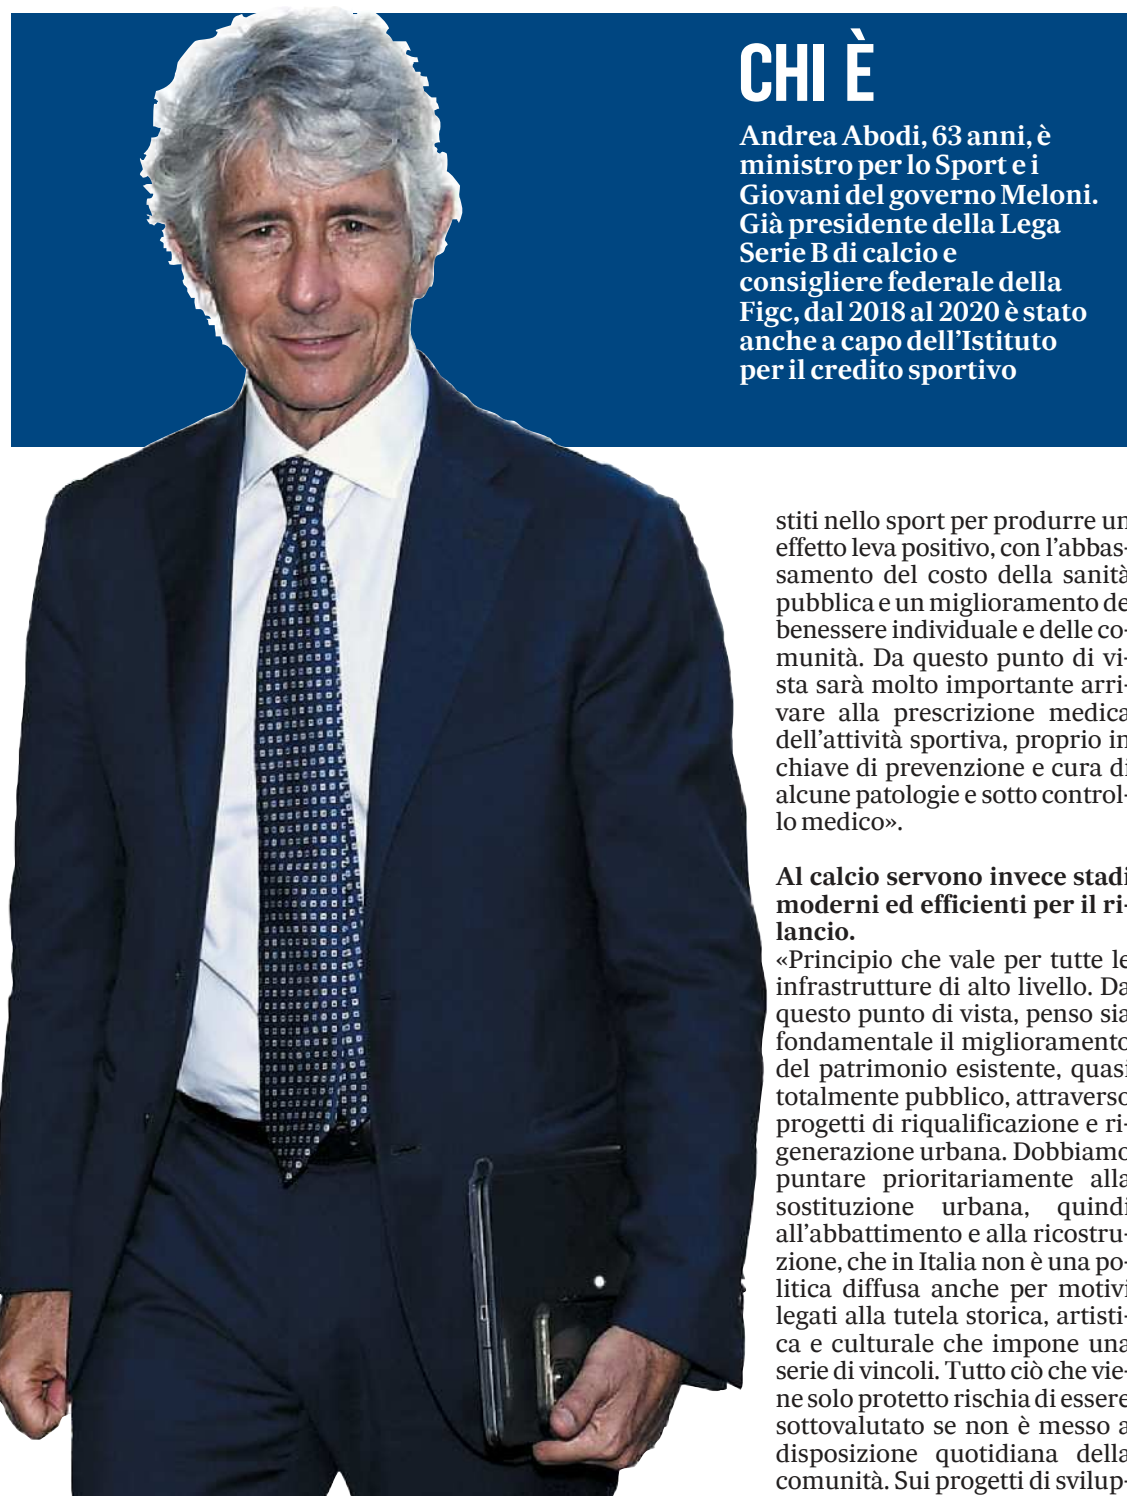 CHI È
Andrea Abodi, 63 anni, è
ministro per lo Sport e i
Giovani del governo Meloni.
Già presidente della Lega
Serie B di calcio e
consigliere federale della
Figc, dal 2018 al 2020 è stato
anche a capo dell’Istituto
per il credito sportivo
stiti nello sport per produrre un
effetto leva positivo, con l’abbas-
samento del costo della sanità
pubblica e un miglioramento de
benessere individuale e delle co-
munità. Da questo punto di vi-
sta sarà molto importante arri-
vare alla prescrizione medica
dell’attività sportiva, proprio in
chiave di prevenzione e cura di
alcune patologie e sotto control-
lo medico».
Al calcio servono invece stadi
moderni ed efficienti per il ri-
lancio.
«Principio che vale per tutte le
infrastrutture di alto livello. Da
questo punto di vista, penso sia
fondamentale il miglioramento
del patrimonio esistente, quasi
totalmente pubblico, attraverso
progetti di riqualificazione e ri-
generazione urbana. Dobbiamo
puntare prioritariamente alla
sostituzione urbana, quindi
all’abbattimento e alla ricostru-
zione, che in Italia non è una po-
litica diffusa anche per motivi
legati alla tutela storica, artisti-
ca e culturale che impone una
serie di vincoli. Tutto ciò che vie-
ne solo protetto rischia di essere
sottovalutato se non è messo a
disposizione quotidiana della
comunità. Sui progetti di svilup-